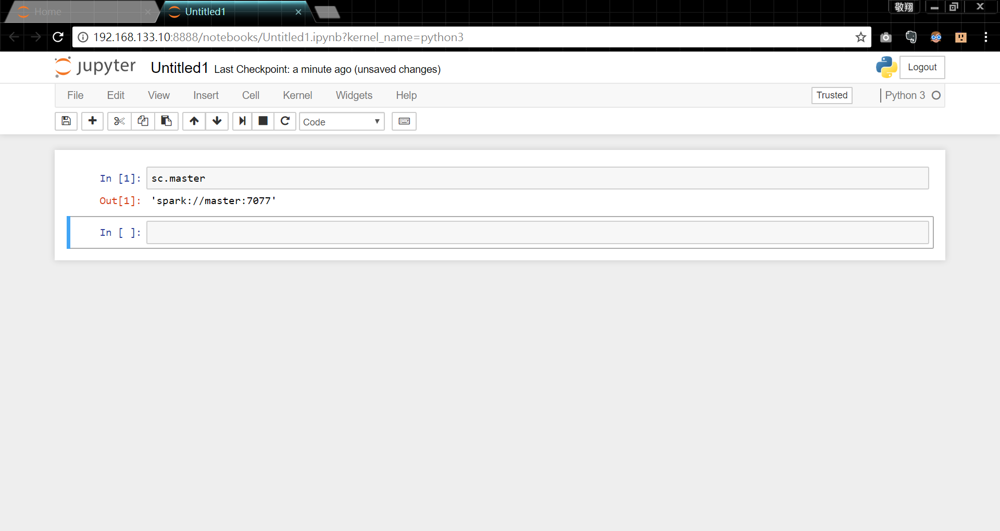 Home
Untitled1
敬翔
192.168.133.10:8888/notebooks/Untitled1.ipynb?kernel_name=python3
jupyter Untitled1 Last Checkpoint: a minute ago (unsaved changes)
Logout
File Edit View Insert Cell Kernel Widgets Help
Trusted
Python 3
Code
In [1]: sc.master
Out[1]: 'spark://master:7077'
In [ ]: